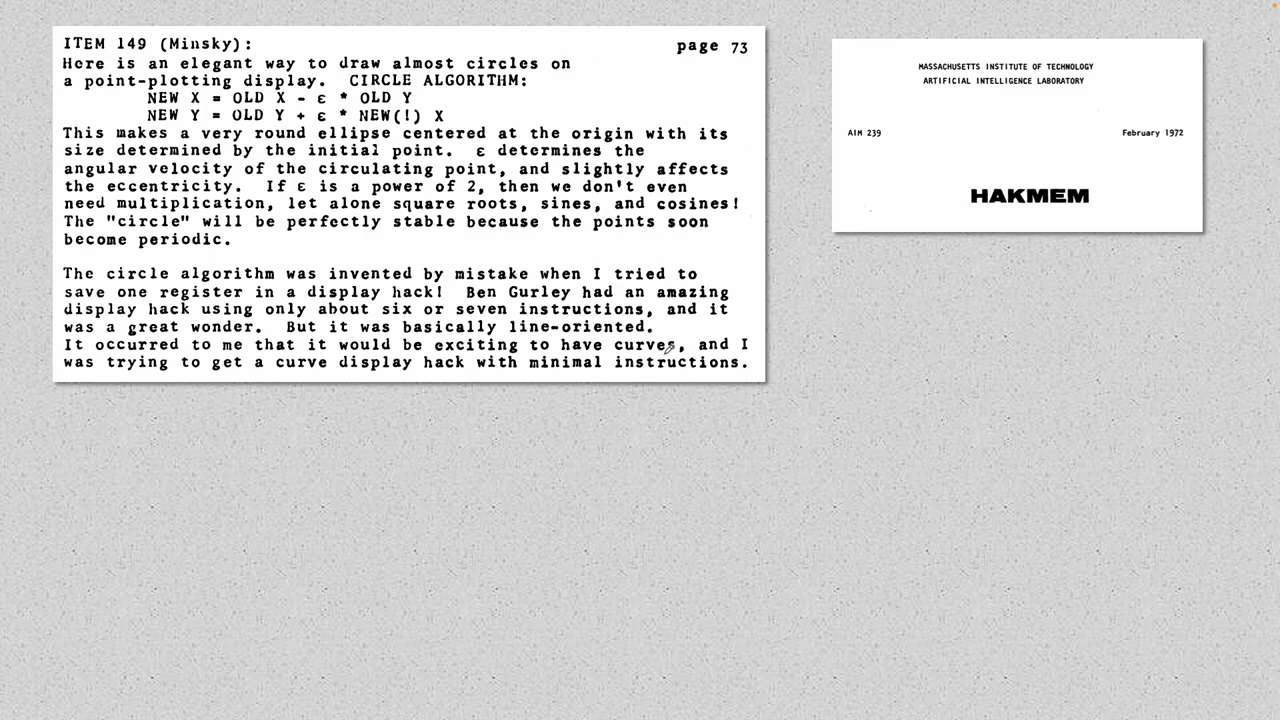 ITEM 149 (Minsky): page 73
Here is an elegant way to draw almost circles on
a point-plotting display. CIRCLE ALGORITHM:
NEW X = OLD X - ε * OLD Y
NEW Y = OLD Y + ε * NEW(!) X
This makes a very round ellipse centered at the origin with its
size determined by the initial point. ε determines the
angular velocity of the circulating point, and slightly affects
the eccentricity. If ε is a power of 2, then we don't even
need multiplication, let alone square roots, sines, and cosines!
The "circle" will be perfectly stable because the points soon
become periodic.
The circle algorithm was invented by mistake when I tried to
save one register in a display hack! Ben Gurley had an amazing
display hack using only about six or seven instructions, and it
was a great wonder. But it was basically line-oriented.
It occurred to me that it would be exciting to have curves, and I
was trying to get a curve display hack with minimal instructions.
MASSACHUSETTS INSTITUTE OF TECHNOLOGY
ARTIFICIAL INTELLIGENCE LABORATORY
AIM 239 February 1972
HAKMEM